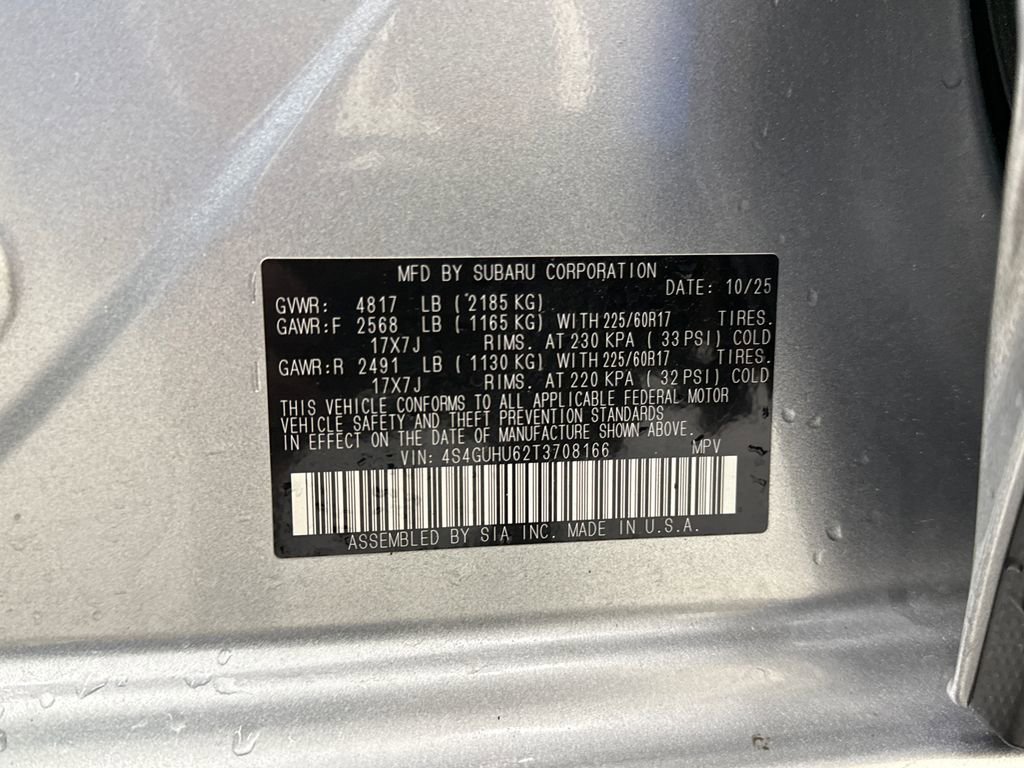 MFD BY SUBARU CORPORATION
DATE: 10/25
GVWR: 4817 LB (2185 KG)
GAWR:F 2568 LB (1165 KG) WITH 225/60R17 TIRES.
17X7J RIMS. AT 230 KPA (33 PSI) COLD
GAWR:R 2491 LB (1130 KG) WITH 225/60R17 TIRES.
17X7J RIMS. AT 220 KPA (32 PSI) COLD
THIS VEHICLE CONFORMS TO ALL APPLICABLE FEDERAL MOTOR
VEHICLE SAFETY AND THEFT PREVENTION STANDARDS
IN EFFECT ON THE DATE OF MANUFACTURE SHOWN ABOVE.
VIN: 4S4GUHU62T3708166 MPV
ASSEMBLED BY SIA INC. MADE IN U.S.A.